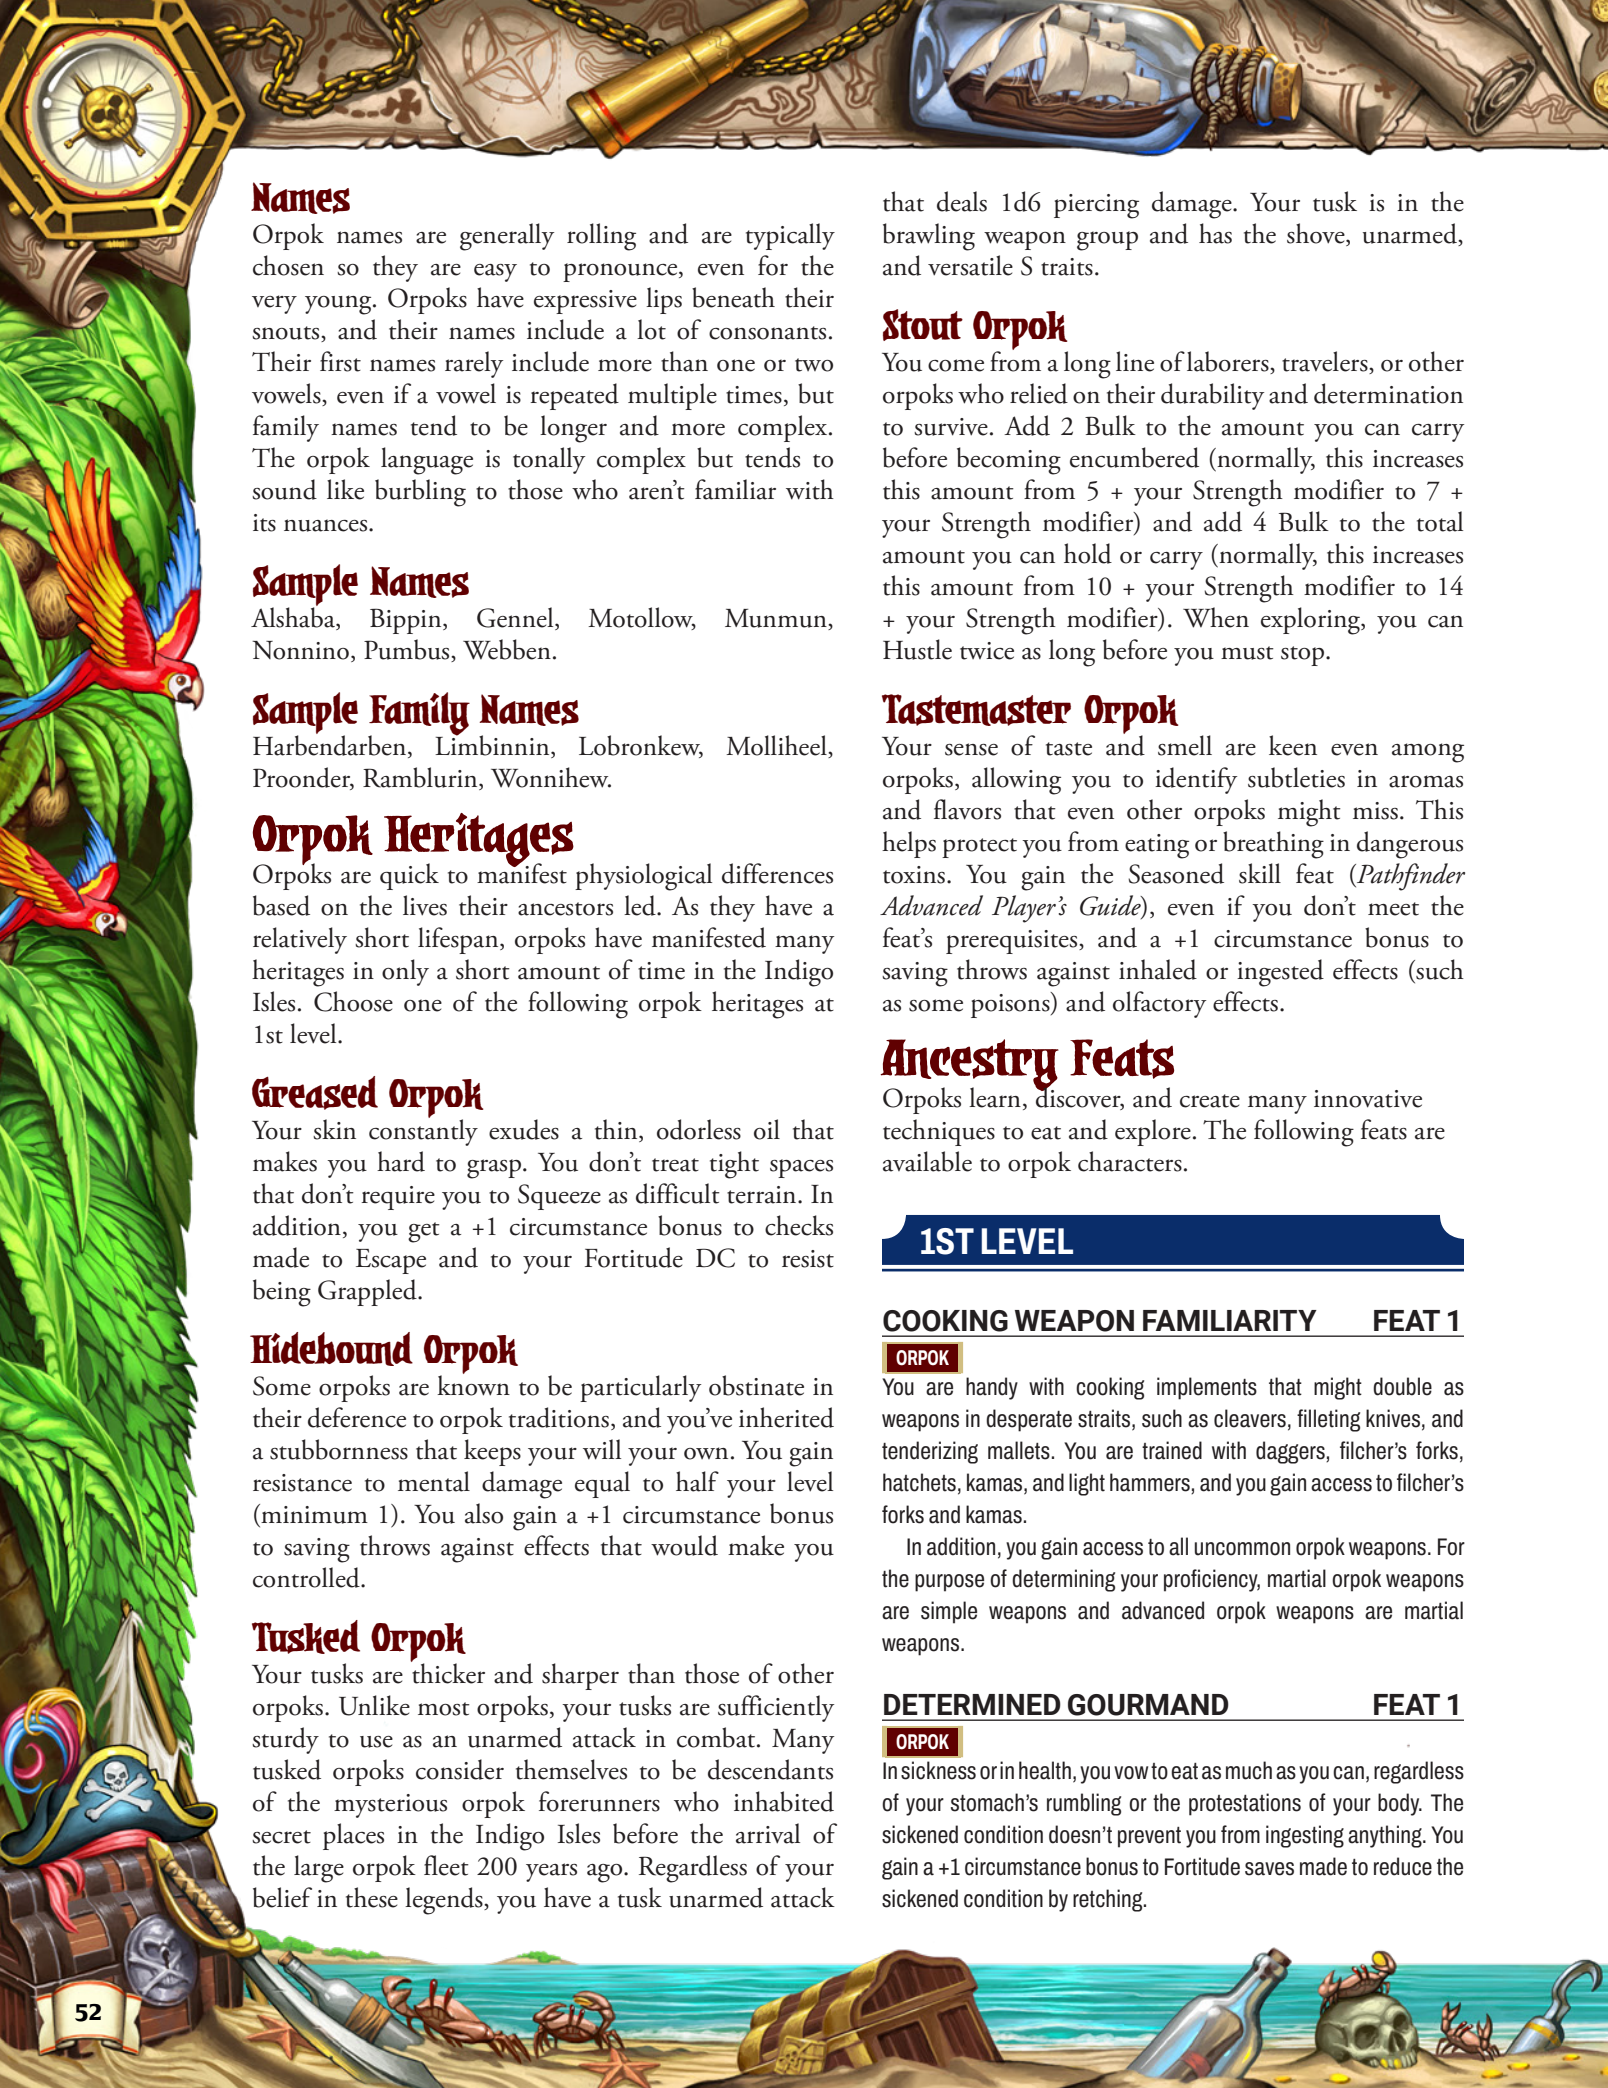 Names
Orpok names are generally rolling and are typically
chosen so they are easy to pronounce, even for the
very young. Orpoks have expressive lips beneath their
snouts, and their names include a lot of consonants.
Their first names rarely include more than one or two
vowels, even if a vowel is repeated multiple times, but
family names tend to be longer and more complex.
The orpok language is tonally complex but tends to
sound like burbling to those who aren’t familiar with
its nuances.
Sample Names
Alshaba, Bippin, Gennel, Motollow, Munmun,
Nonnino, Pumbus, Webben.
Sample Family Names
Harbendarben, Limbinnin, Lobronkew, Molliheel,
Proonder, Ramblurin, Wonnihew.
Orpok Heritages
Orpoks are quick to manifest physiological differences
based on the lives their ancestors led. As they have a
relatively short lifespan, orpoks have manifested many
heritages in only a short amount of time in the Indigo
Isles. Choose one of the following orpok heritages at
1st level.
Greased Orpok
Your skin constantly exudes a thin, odorless oil that
makes you hard to grasp. You don’t treat tight spaces
that don’t require you to Squeeze as difficult terrain. In
addition, you get a +1 circumstance bonus to checks
made to Escape and to your Fortitude DC to resist
being Grappled.
Hidebound Orpok
Some orpoks are known to be particularly obstinate in
their deference to orpok traditions, and you’ve inherited
a stubbornness that keeps your will your own. You gain
resistance to mental damage equal to half your level
(minimum 1). You also gain a +1 circumstance bonus
to saving throws against effects that would make you
controlled.
Tusked Orpok
Your tusks are thicker and sharper than those of other
orpoks. Unlike most orpoks, your tusks are sufficiently
sturdy to use as an unarmed attack in combat. Many
tusked orpoks consider themselves to be descendants
of the mysterious orpok forerunners who inhabited
secret places in the Indigo Isles before the arrival of
the large orpok fleet 200 years ago. Regardless of your
belief in these legends, you have a tusk unarmed attack
that deals 1d6 piercing damage. Your tusk is in the
brawling weapon group and has the shove, unarmed,
and versatile S traits.
Stout Orpok
You come from a long line of laborers, travelers, or other
orpoks who relied on their durability and determination
to survive. Add 2 Bulk to the amount you can carry
before becoming encumbered (normally, this increases
this amount from 5 + your Strength modifier to 7 +
your Strength modifier) and add 4 Bulk to the total
amount you can hold or carry (normally, this increases
this amount from 10 + your Strength modifier to 14
+ your Strength modifier). When exploring, you can
Hustle twice as long before you must stop.
Tastemaster Orpok
Your sense of taste and smell are keen even among
orpoks, allowing you to identify subtleties in aromas
and flavors that even other orpoks might miss. This
helps protect you from eating or breathing in dangerous
toxins. You gain the Seasoned skill feat (Pathfinder
Advanced Player’s Guide), even if you don’t meet the
feat’s prerequisites, and a +1 circumstance bonus to
saving throws against inhaled or ingested effects (such
as some poisons) and olfactory effects.
Ancestry Feats
Orpoks learn, discover, and create many innovative
techniques to eat and explore. The following feats are
available to orpok characters.
1ST LEVEL
COOKING WEAPON FAMILIARITY FEAT 1
ORPOK
You are handy with cooking implements that might double as
weapons in desperate straits, such as cleavers, filleting knives, and
tenderizing mallets. You are trained with daggers, filcher’s forks,
hatchets, kamas, and light hammers, and you gain access to filcher’s
forks and kamas.
In addition, you gain access to all uncommon orpok weapons. For
the purpose of determining your proficiency, martial orpok weapons
are simple weapons and advanced orpok weapons are martial
weapons.
DETERMINED GOURMAND FEAT 1
ORPOK
In sickness or in health, you vow to eat as much as you can, regardless
of your stomach’s rumbling or the protestations of your body. The
sickened condition doesn’t prevent you from ingesting anything. You
gain a +1 circumstance bonus to Fortitude saves made to reduce the
sickened condition by retching.
52